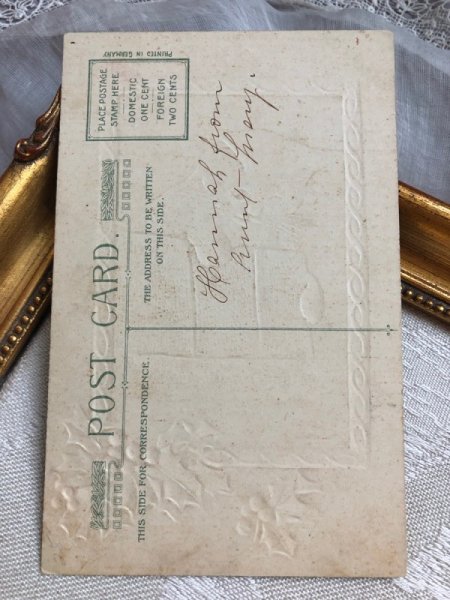 POST CARD.
THIS SIDE FOR CORRESPONDENCE.
THE ADDRESS TO BE WRITTEN
ON THIS SIDE.
PLACE POSTAGE
STAMP HERE
DOMESTIC
ONE CENT
FOREIGN
TWO CENTS
PRINTED IN GERMANY
Hannah from
Aunt Mary.